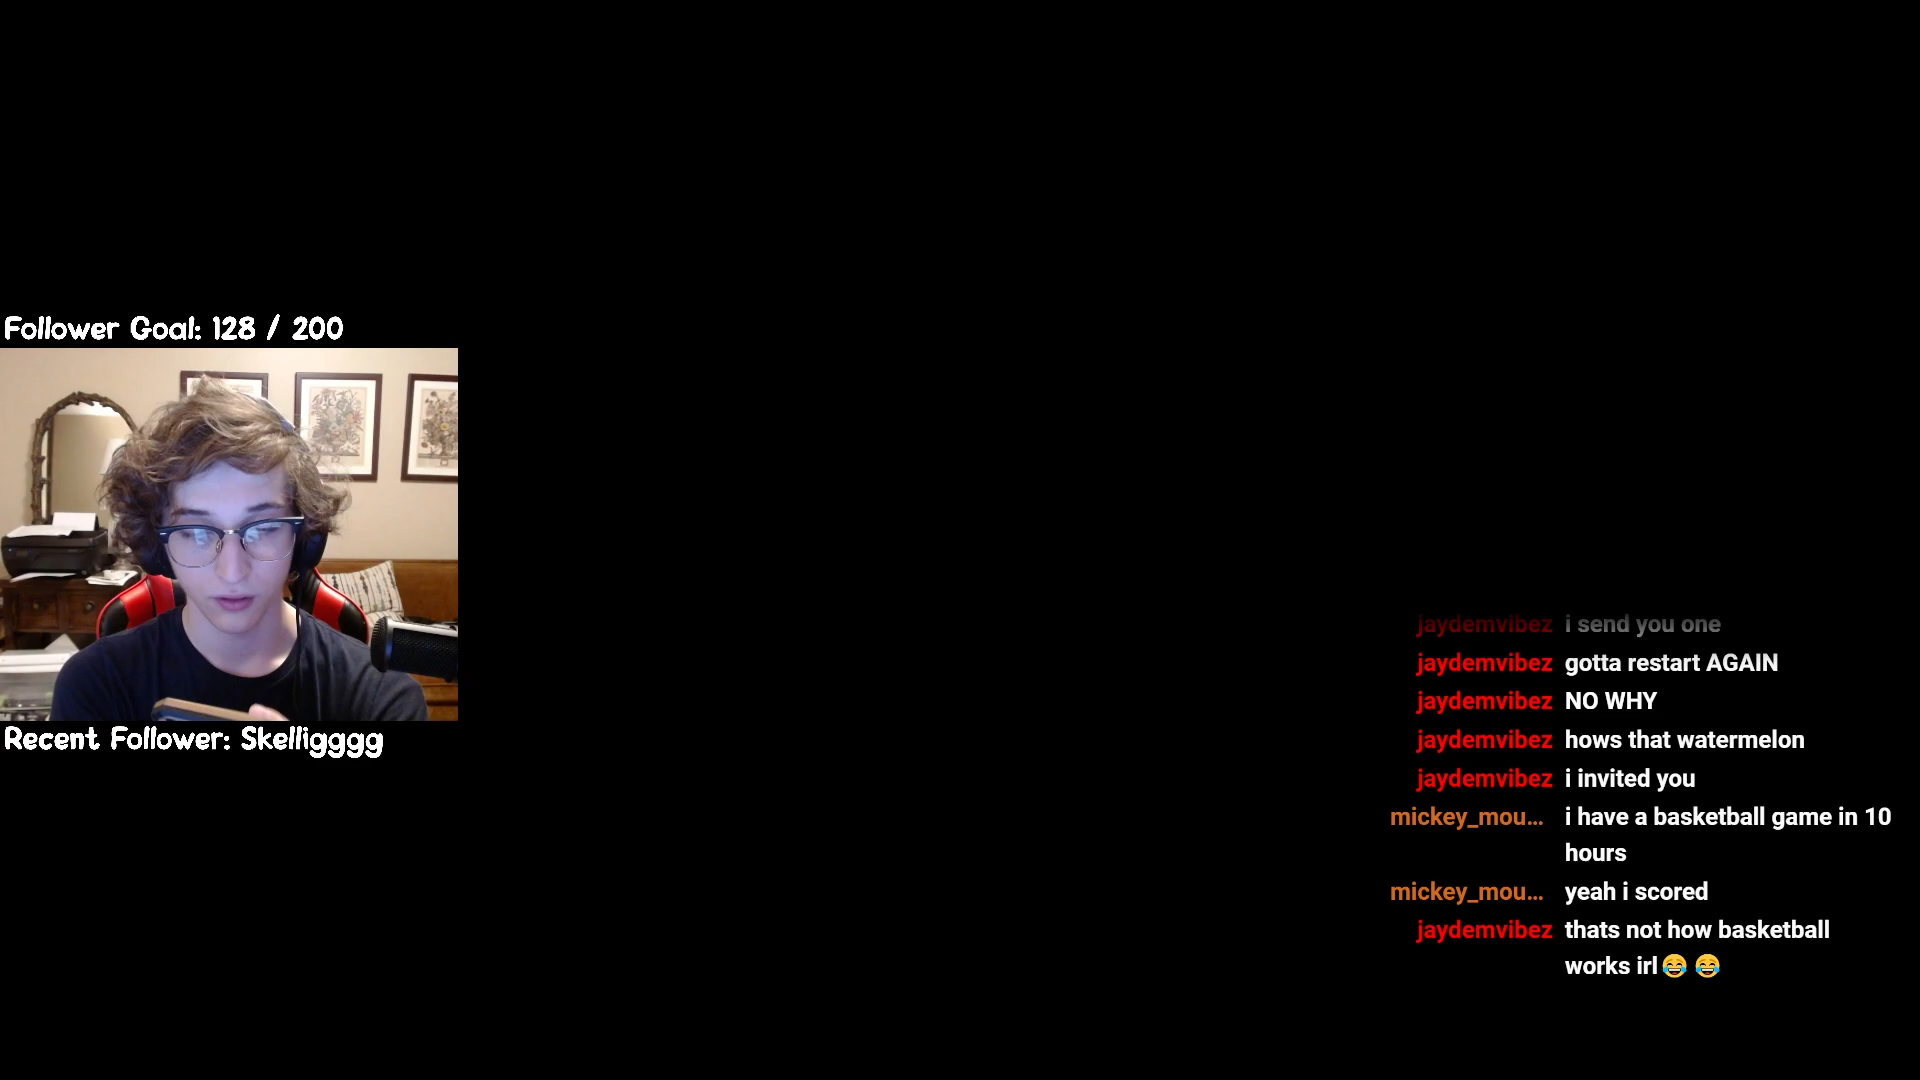 Follower Goal: 128 / 200
Recent Follower: Skelligggg
jaydemvibez i send you one
jaydemvibez gotta restart AGAIN
jaydemvibez NO WHY
jaydemvibez hows that watermelon
jaydemvibez i invited you
mickey_mou... i have a basketball game in 10
hours
mickey_mou... yeah i scored
jaydemvibez thats not how basketball
works irl😂 😂